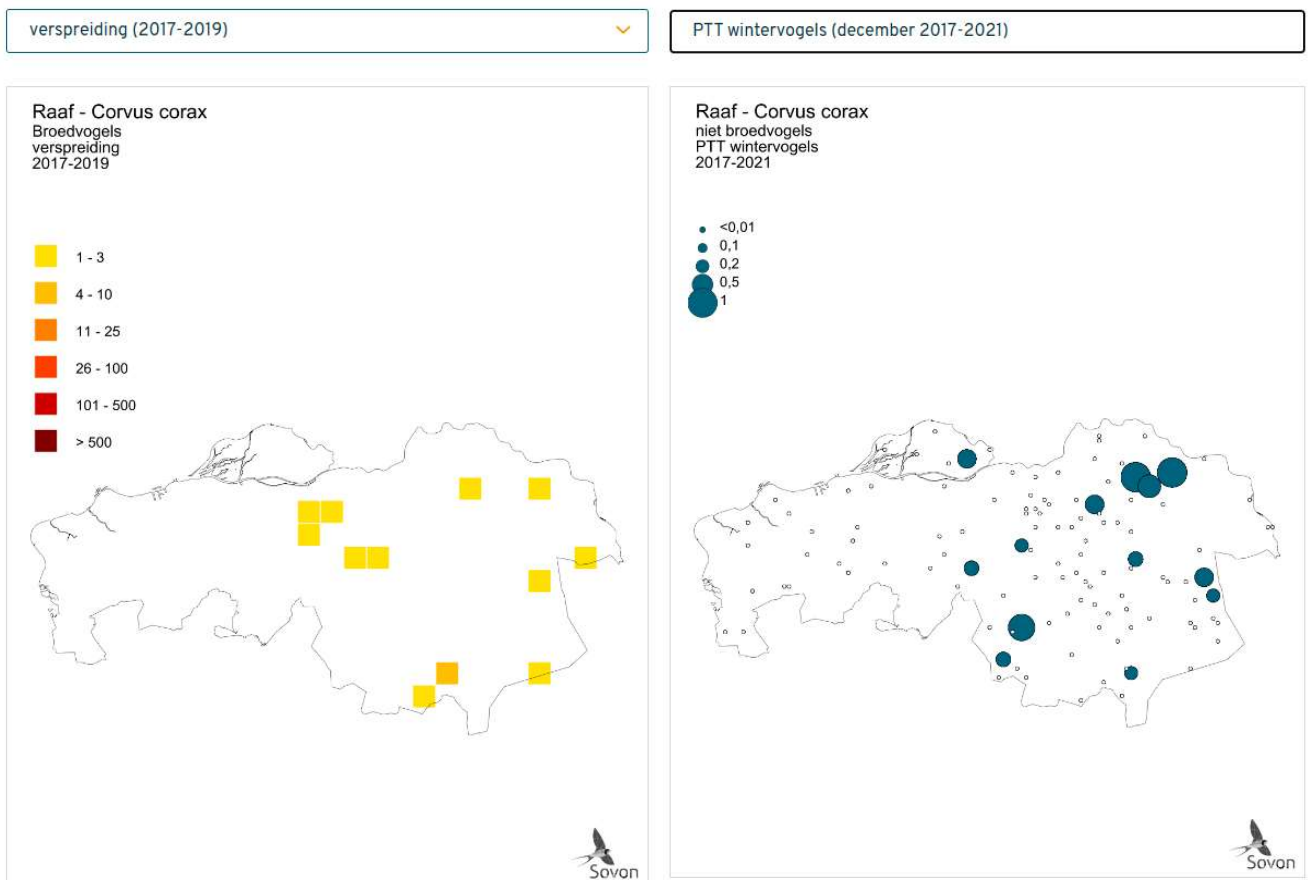 verspreiding (2017-2019)
PTT wintervogels (december 2017-2021)
Raaf - Corvus corax
Broedvogels
verspreiding
2017-2019
1 - 3
4 - 10
11 - 25
26 - 100
101 - 500
> 500
Sovon
Raaf - Corvus corax
niet broedvogels
PTT wintervogels
2017-2021
<0,01
0,1
0,2
0,5
1
Sovon